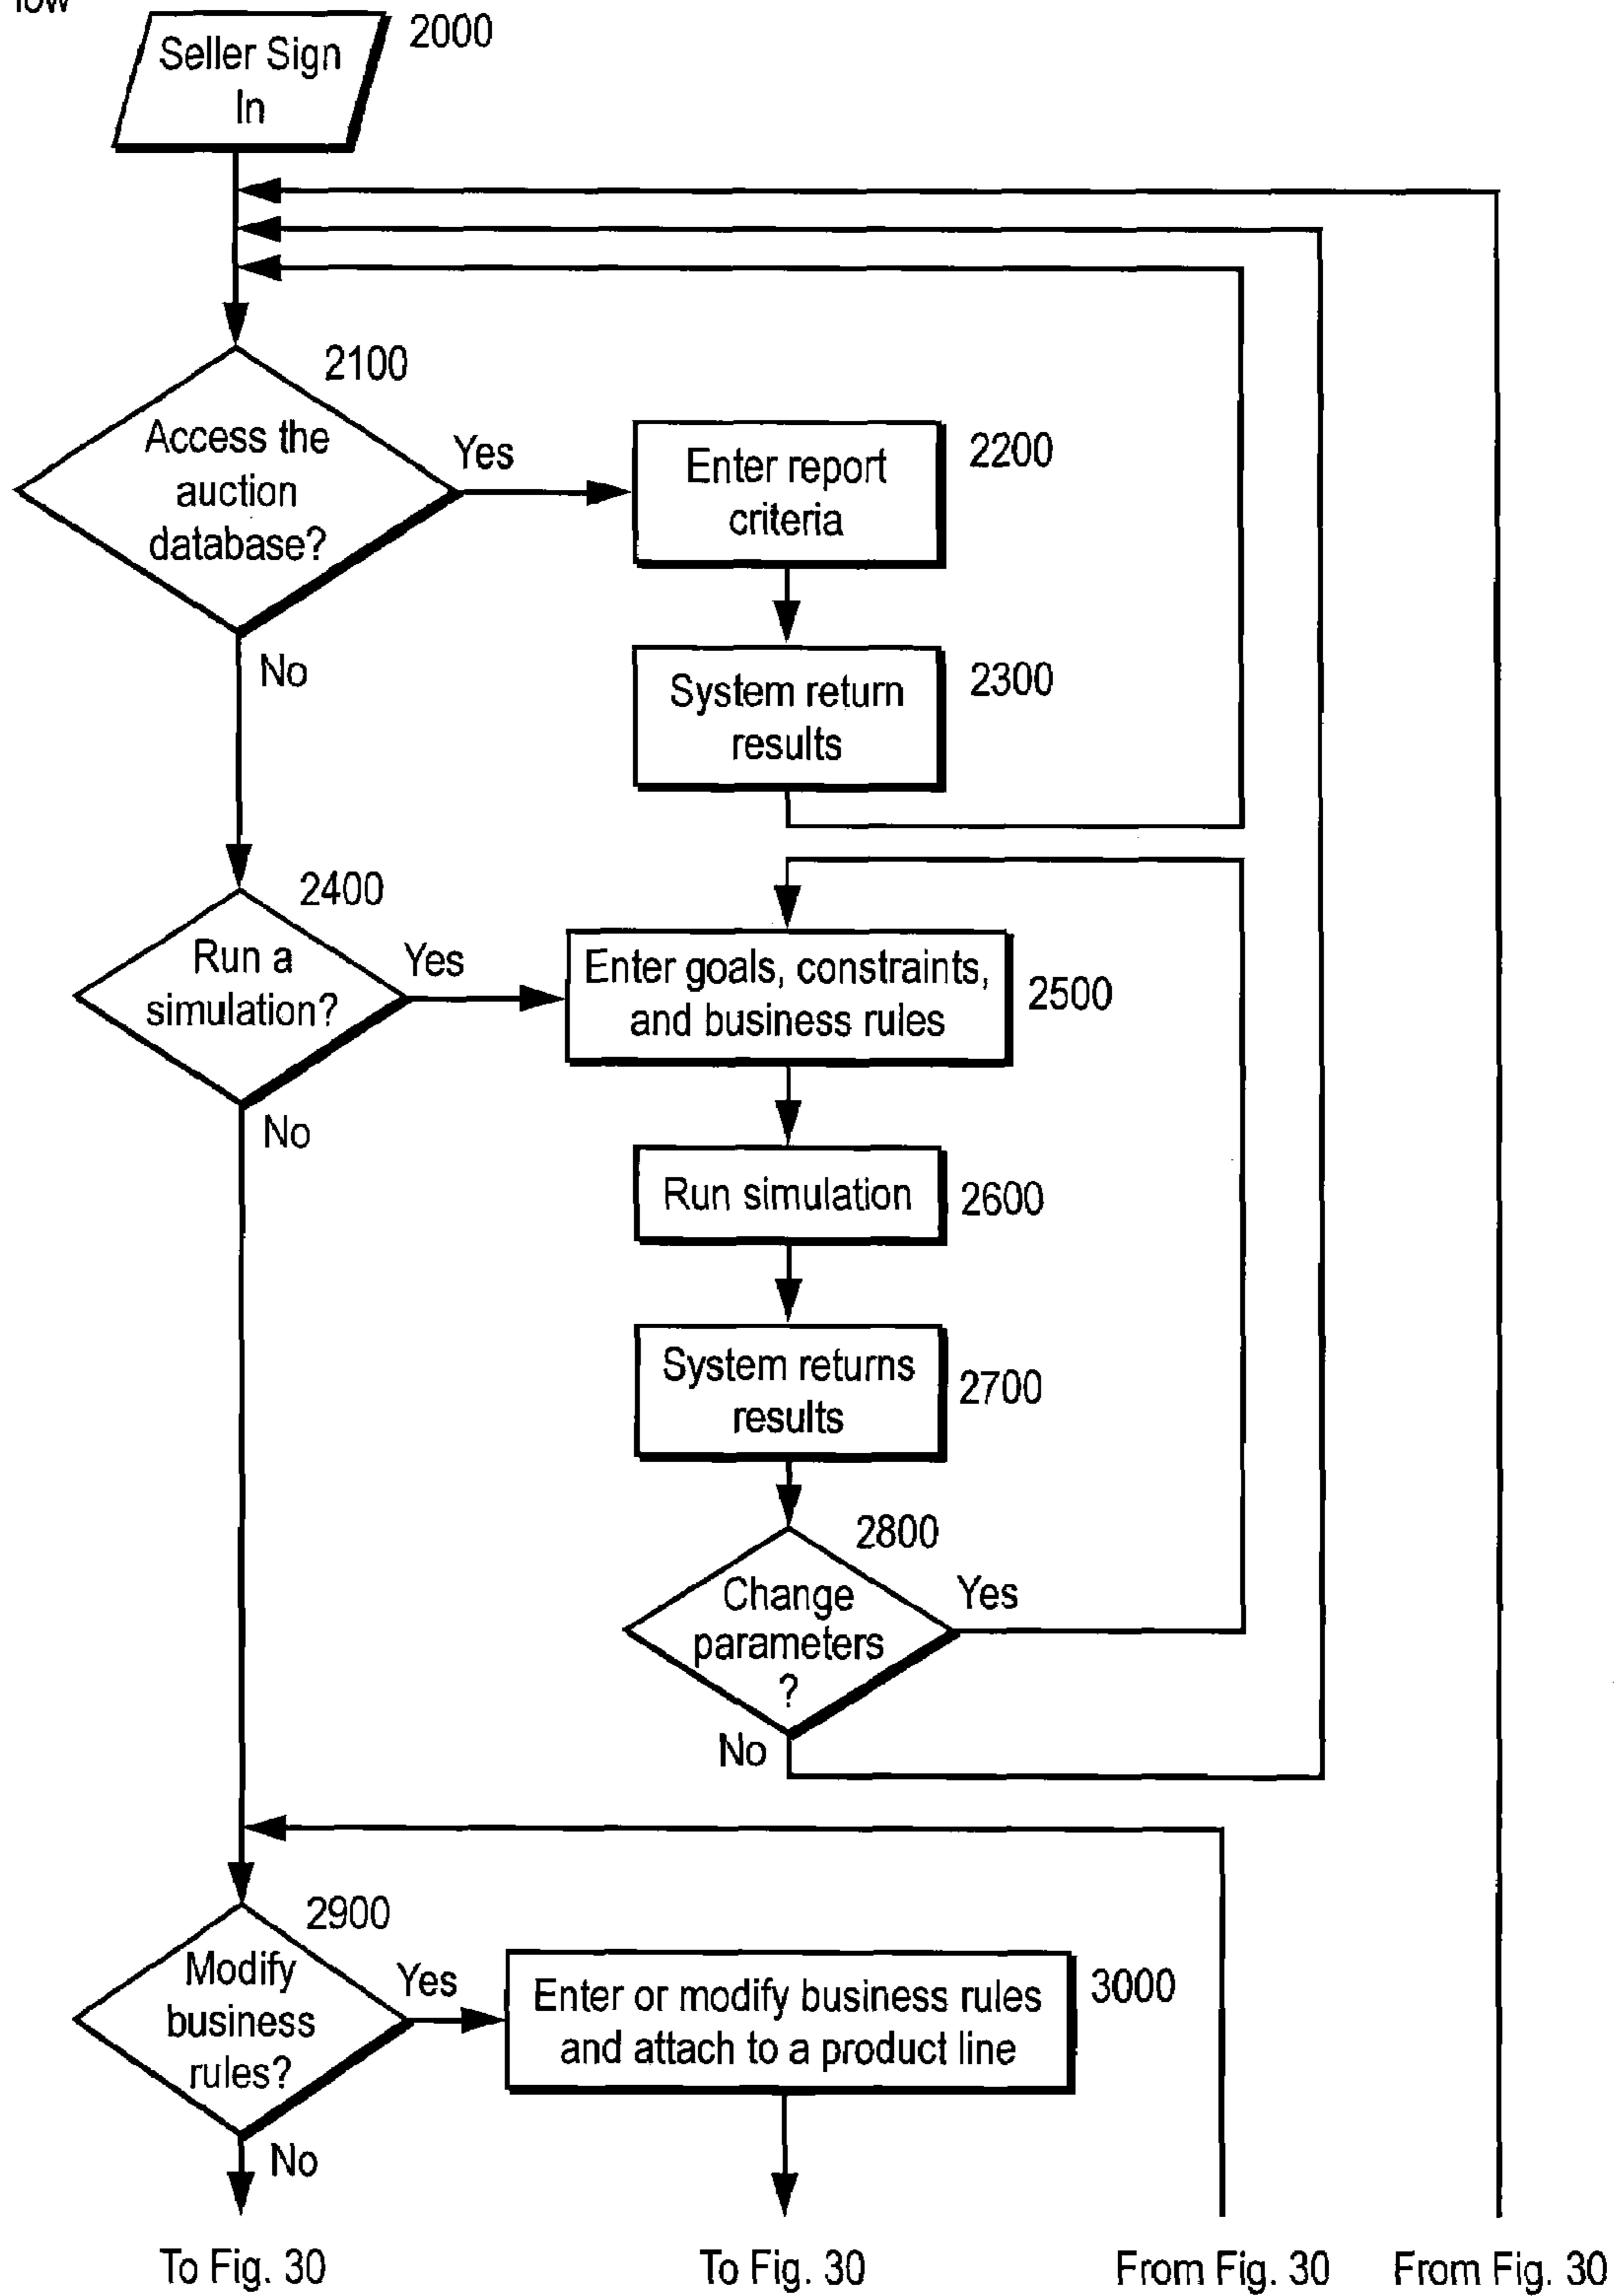 low
Seller Sign
In
2000
2100
Access the
auction
database?
Yes
No
Enter report
criteria
2200
System return
results
2300
2400
Run a
simulation?
Yes
No
Enter goals, constraints,
and business rules
2500
Run simulation
2600
System returns
results
2700
2800
Change
parameters
?
Yes
No
2900
Modify
business
rules?
Yes
No
Enter or modify business rules
and attach to a product line
3000
To Fig. 30
To Fig. 30
From Fig. 30
From Fig. 30